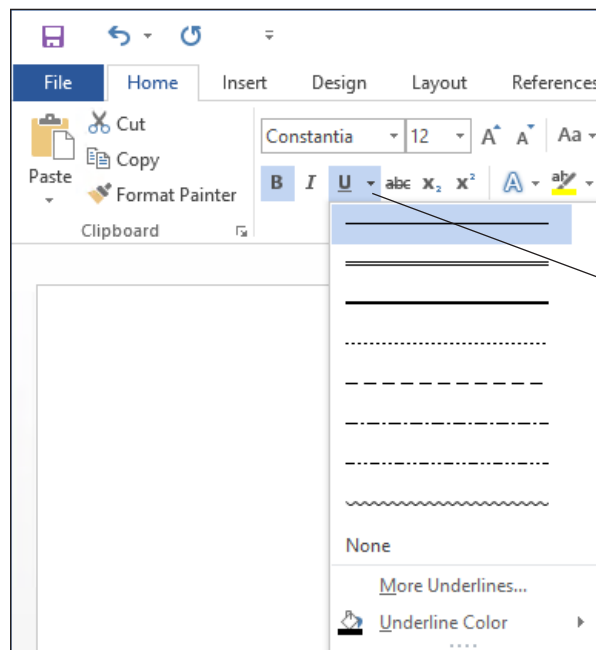 File Home Insert Design Layout References
Cut
Constantia 12 A A Aa
Copy
Paste
B I U abc x₂ x² A aby
Format Painter
Clipboard
None
More Underlines...
Underline Color